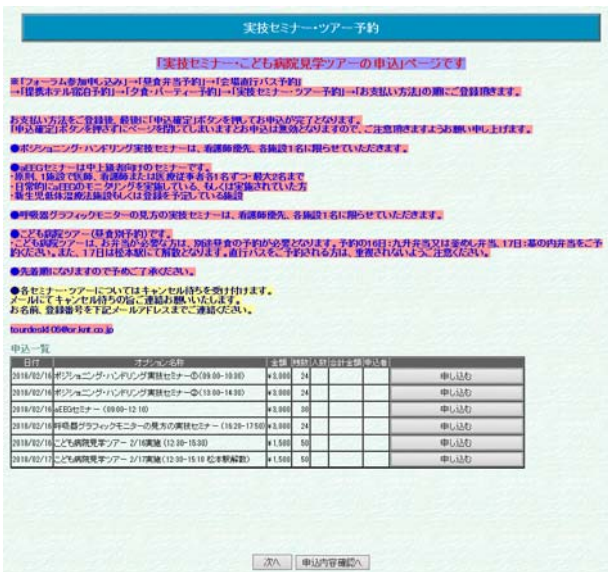 実技セミナー・ツアー予約
「実技セミナー・こども病院見学ツアーの申込」ページです
※「フォーラム参加申し込み」→「昼食弁当予約」→「会場直行バス予約」
→「提携ホテル宿泊予約」→「夕食・パーティー予約」→「実技セミナー・ツアー予約」→「お支払い方法」の順にご登録頂きます。
お支払い方法をご登録後、最後に「申込確定」ボタンを押してお申込が完了となります。
「申込確定」ボタンを押さずにページを閉じてしまいますとお申込は無効となりますので、ご注意頂きますようお願い申し上げます。
●ポジショニング・ハンドリング実技セミナーは、看護師優先、各施設1名に限らせていただきます。
●aEEGセミナーは中上級者向けのセミナーです。
・原則、1施設で医師、看護師または医療従事者各1名ずつ・最大2名まで
・日常的にaEEGのモニタリングを実施している、もしくは実施されていた方
・新生児低体温療法施設もしくは登録を予定している施設
●呼吸器グラフィックモニターの見方の実技セミナーは、看護師優先、各施設1名に限らせていただきます。
●こども病院ツアー(昼食別予約)です。
・こども病院ツアーは、お弁当が必要な方は、別途昼食の予約が必要となります。予約の16日:九升弁当又は釜めし弁当、17日:幕の内弁当をご予
約ください。また、17日は松本駅にて解散となります。直行バスをご予約される方は、重複されないようご注意ください。
●先着順になりますので予めご了承ください。
●各セミナー・ツアーについてはキャンセル待ちを受け付けます。
メールにてキャンセル待ちの旨ご連絡お願いいたします。
お名前、登録番号を下記メールアドレスまでご連絡ください。
tourdesk105@or.knt.co.jp
申込一覧
日付 オプション名称 金額 残数 人数 合計金額 申込者
2018/02/16 ポジショニング・ハンドリング実技セミナー①(09:00-10:30) ¥3,000 24 申し込む
2018/02/16 ポジショニング・ハンドリング実技セミナー②(13:00-14:30) ¥3,000 24 申し込む
2018/02/16 aEEGセミナー (09:00-12:10) ¥3,000 30 申し込む
2018/02/16 呼吸器グラフィックモニターの見方の実技セミナー (16:20-17:50) ¥3,000 24 申し込む
2018/02/16 こども病院見学ツアー 2/16実施 (12:30-15:30) ¥1,500 50 申し込む
2018/02/17 こども病院見学ツアー 2/17実施(12:30-15:10 松本駅解散) ¥1,500 50 申し込む
次へ 申込内容確認へ